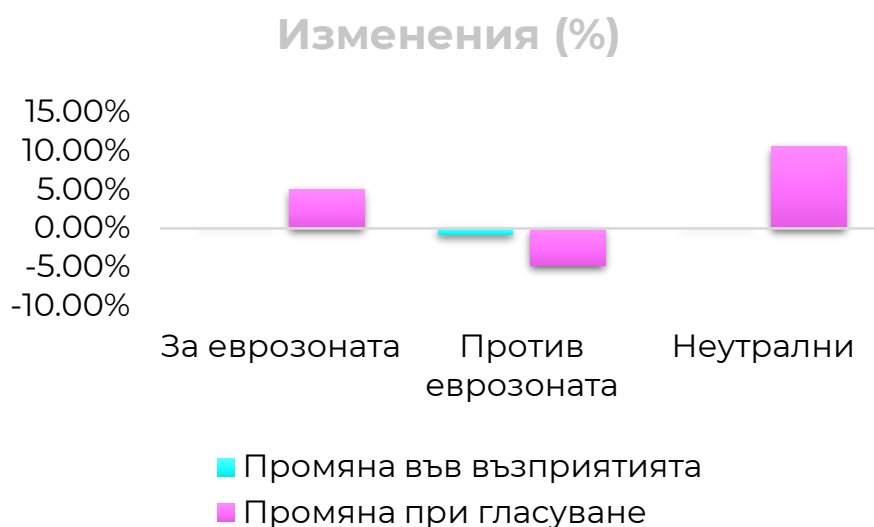 Изменения (%)
15.00%
10.00%
5.00%
0.00%
-5.00%
-10.00%
За еврозоната
Против
еврозоната
Неутрални
Промяна във възприятията
Промяна при гласуване